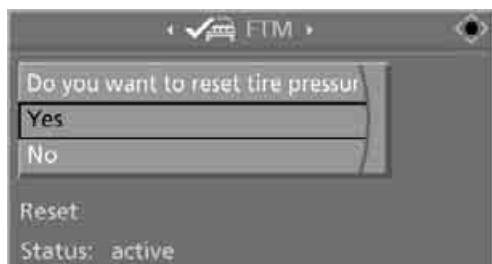 FTM
Do you want to reset tire pressur
Yes
No
Reset
Status: active